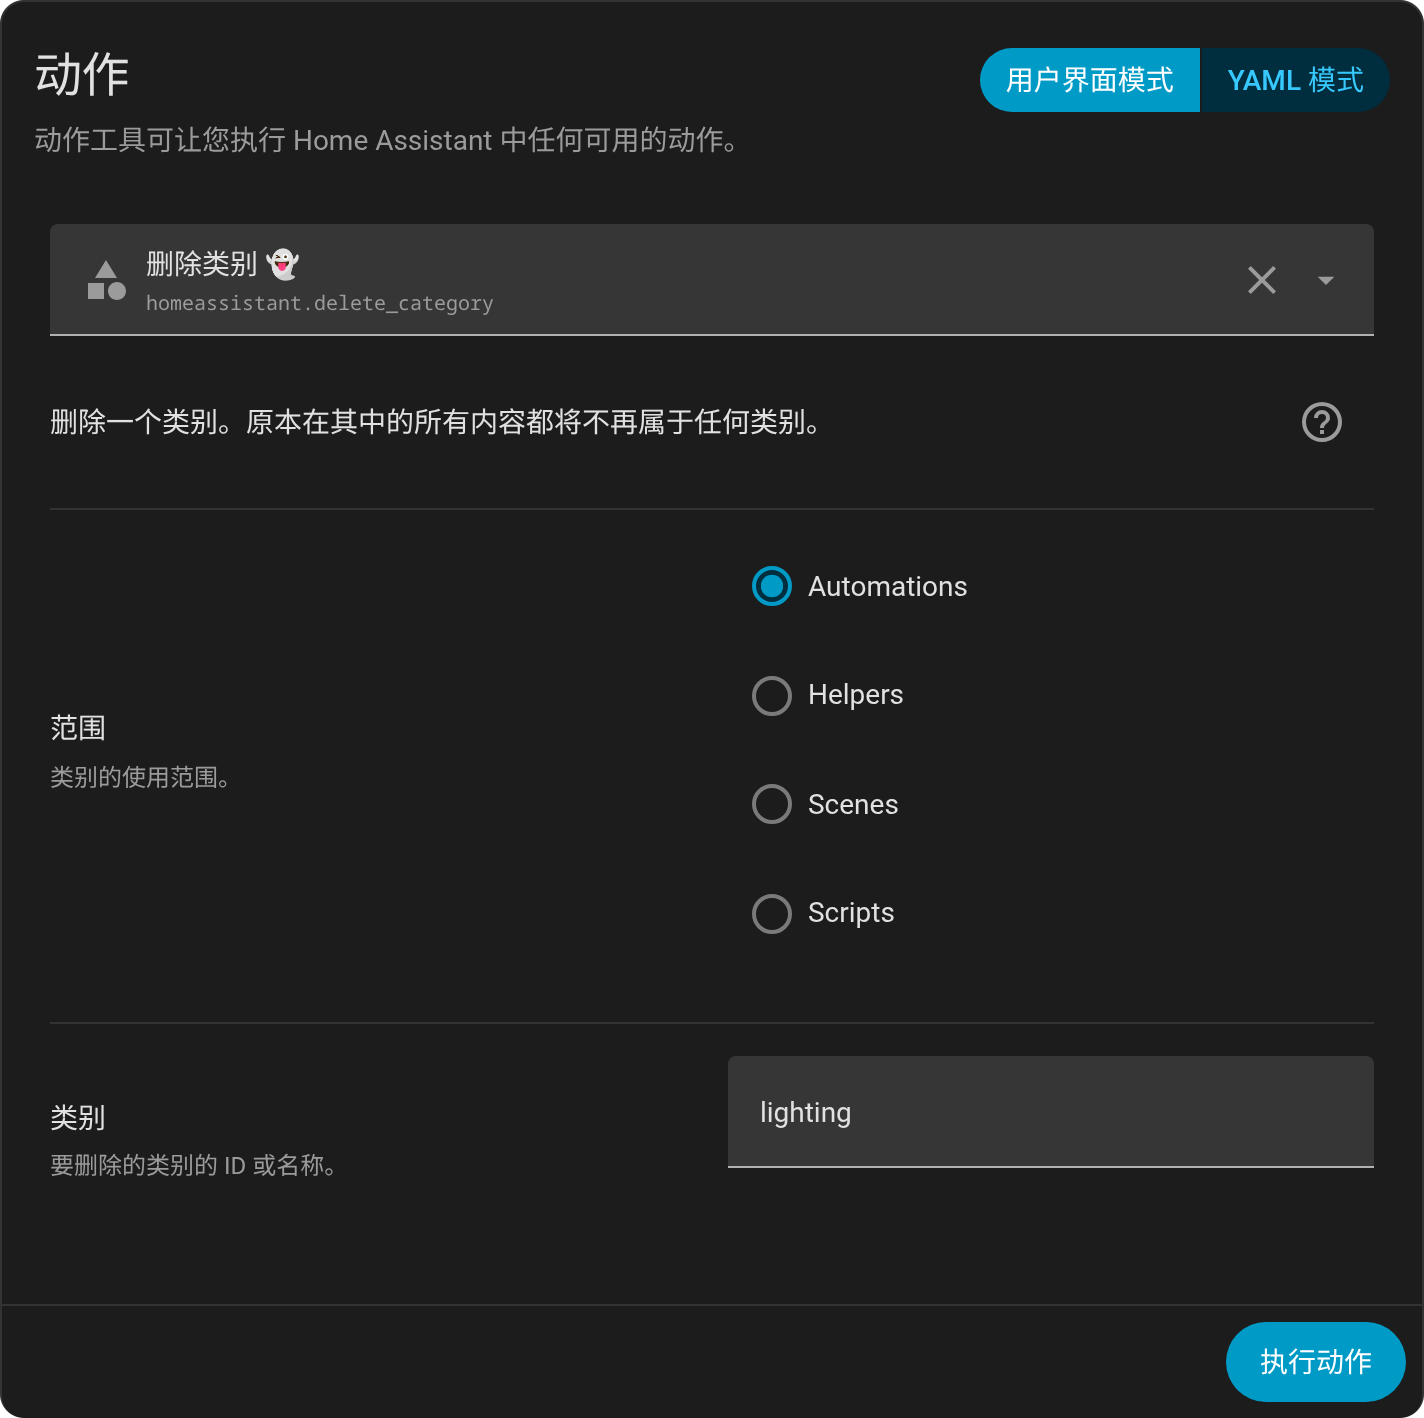 动作
用户界面模式
YAML 模式
动作工具可让您执行 Home Assistant 中任何可用的动作。
删除类别 👻
homeassistant.delete_category
删除一个类别。原本在其中的所有内容都将不再属于任何类别。
范围
类别的使用范围。
Automations
Helpers
Scenes
Scripts
类别
要删除的类别的 ID 或名称。
lighting
执行动作